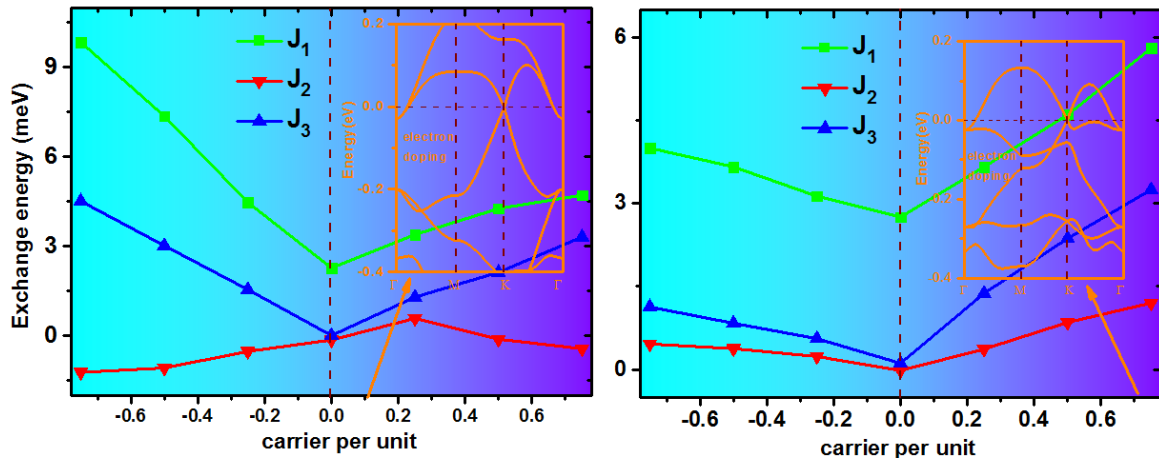 Exchange energy (meV)
9
6
3
0
J1
J2
J3
0.2
0.0
-0.2
-0.4
Energy(eV)
electron
doping
Γ M K Γ
-0.6 -0.4 -0.2 0.0 0.2 0.4 0.6
carrier per unit
6
3
0
J1
J2
J3
0.2
0.0
-0.2
-0.4
Energy(eV)
electron
doping
Γ M K Γ
-0.6 -0.4 -0.2 0.0 0.2 0.4 0.6
carrier per unit